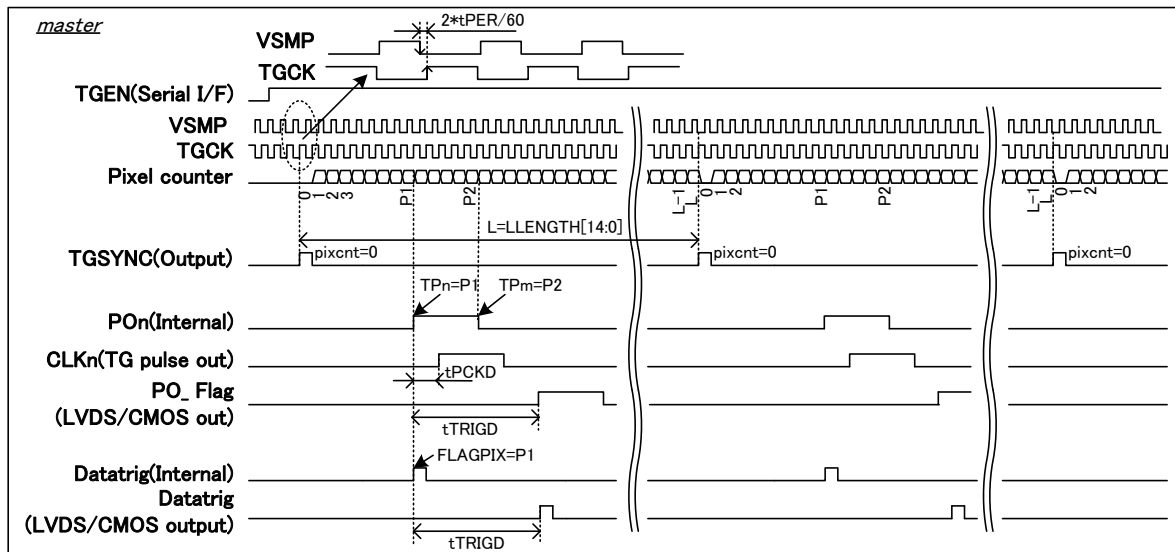 master
2*tPER/60
VSMP
TGCK
TGEN(Serial I/F)
VSMP
TGCK
Pixel counter
0 1 2 3 P1 P2 L-1 L 0 1 2 P1 P2 L-1 L 0 1 2
L=LLENGTH[14:0]
TGSYNC(Output)
pixcnt=0 pixcnt=0 pixcnt=0
TPn=P1 TPm=P2
POn(Internal)
CLKn(TG pulse out)
tPCKD
PO_ Flag
(LVDS/CMOS out)
tTRIGD
FLAGPIX=P1
Datatrig(Internal)
Datatrig
(LVDS/CMOS output)
tTRIGD